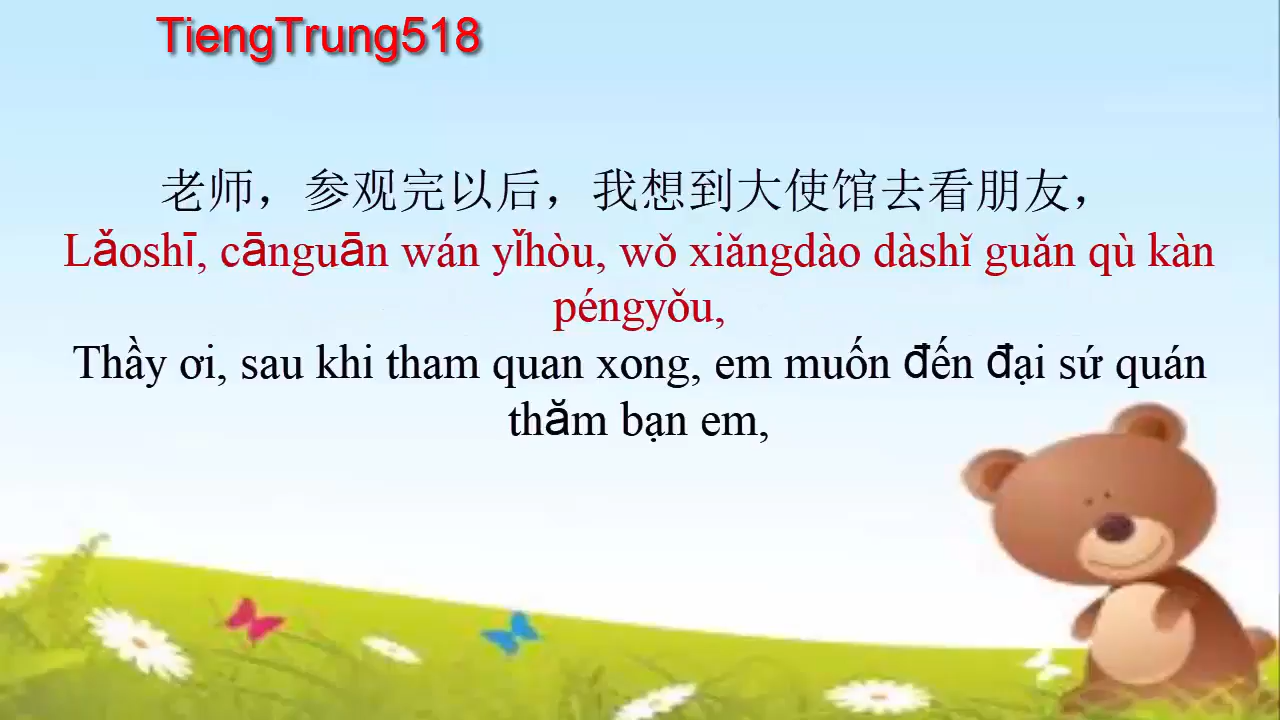 TiengTrung518
老师，参观完以后，我想到大使馆去看朋友，
Lǎoshī, cānguān wán yǐhòu, wǒ xiǎngdào dàshǐ guǎn qù kàn
péngyǒu,
Thầy ơi, sau khi tham quan xong, em muốn đến đại sứ quán
thăm bạn em,